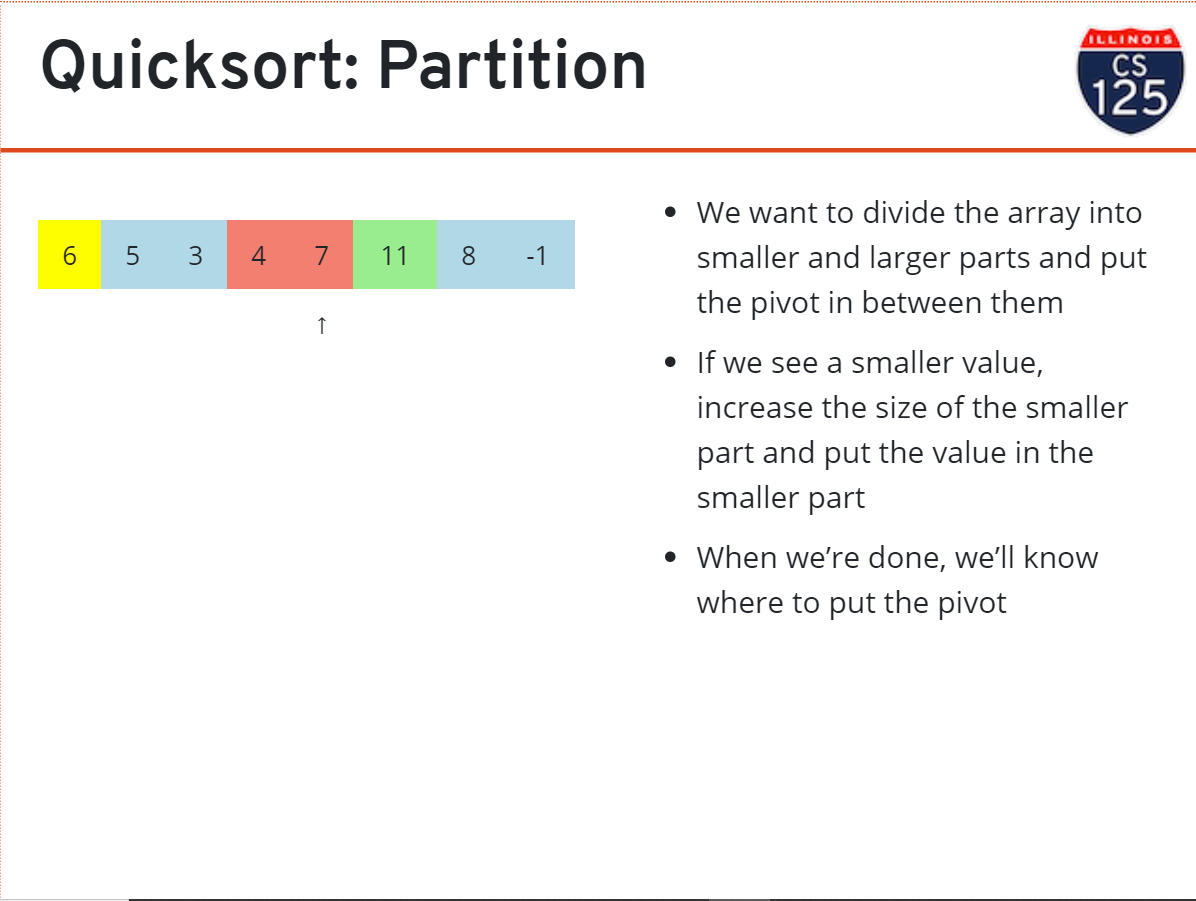 Quicksort: Partition
ILLINOIS
CS
125
6 5 3 4 7 11 8 -1
↑
• We want to divide the array into
smaller and larger parts and put
the pivot in between them
• If we see a smaller value,
increase the size of the smaller
part and put the value in the
smaller part
• When we’re done, we’ll know
where to put the pivot